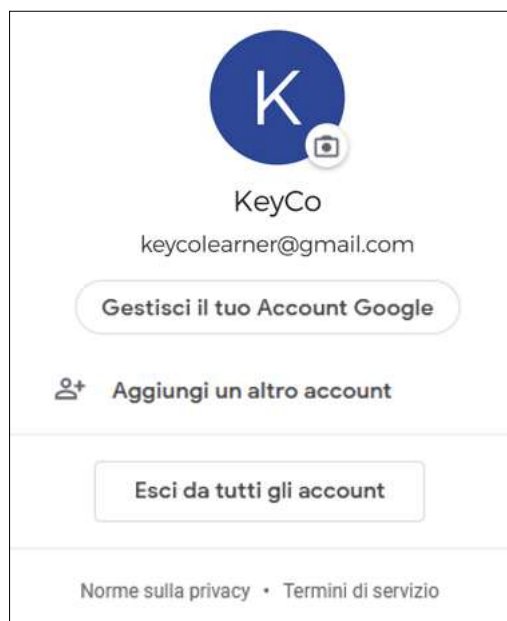 K
KeyCo
keycolearner@gmail.com
Gestisci il tuo Account Google
Aggiungi un altro account
Esci da tutti gli account
Norme sulla privacy • Termini di servizio